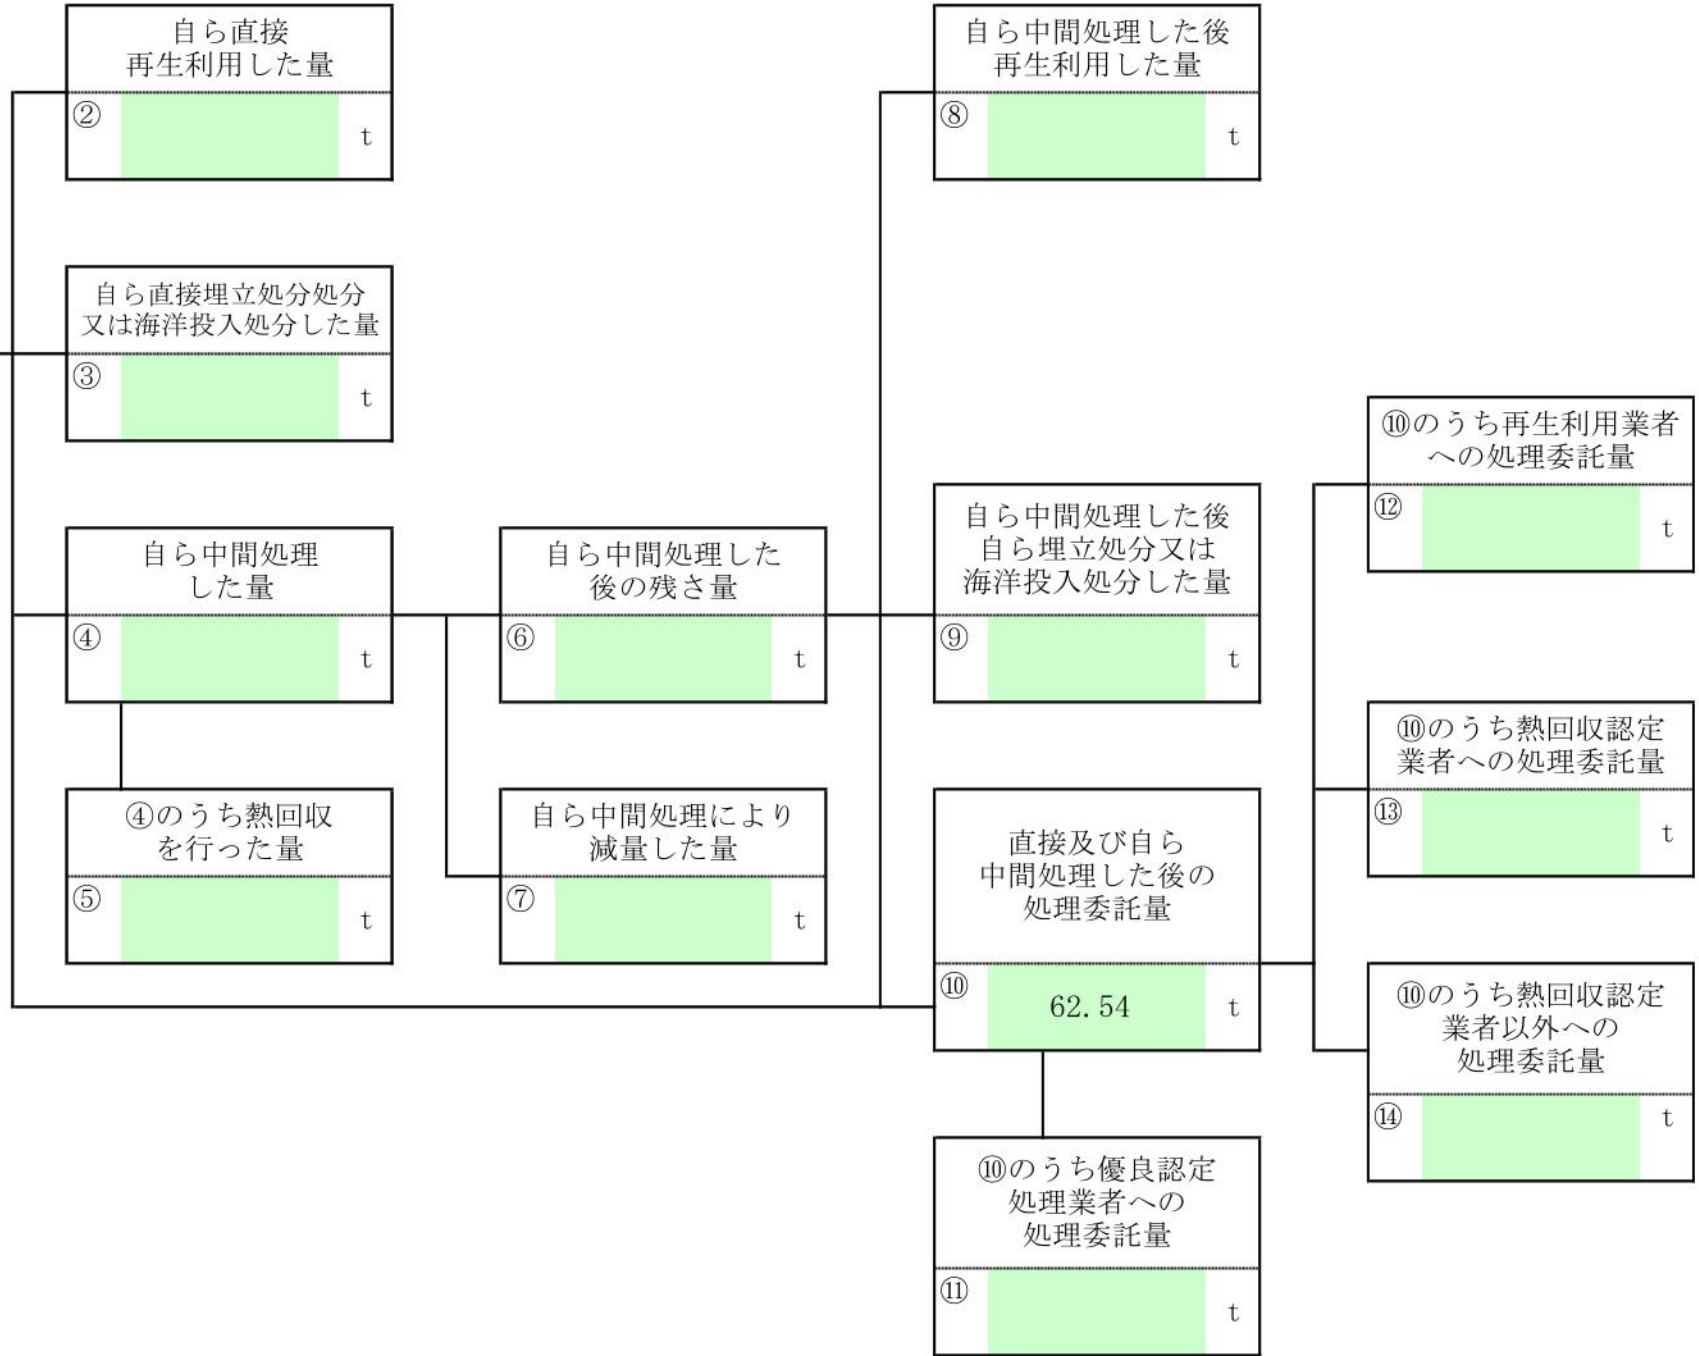 自ら直接
再生利用した量
②
t
自ら中間処理した後
再生利用した量
⑧
t
自ら直接埋立処分処分
又は海洋投入処分した量
③
t
⑩のうち再生利用業者
への処理委託量
⑫
t
自ら中間処理
した量
④
t
自ら中間処理した
後の残さ量
⑥
t
自ら中間処理した後
自ら埋立処分又は
海洋投入処分した量
⑨
t
⑩のうち熱回収認定
業者への処理委託量
⑬
t
④のうち熱回収
を行った量
⑤
t
自ら中間処理により
減量した量
⑦
t
直接及び自ら
中間処理した後の
処理委託量
⑩ 62.54 t
⑩のうち熱回収認定
業者以外への
処理委託量
⑭
t
⑩のうち優良認定
処理業者への
処理委託量
⑪
t